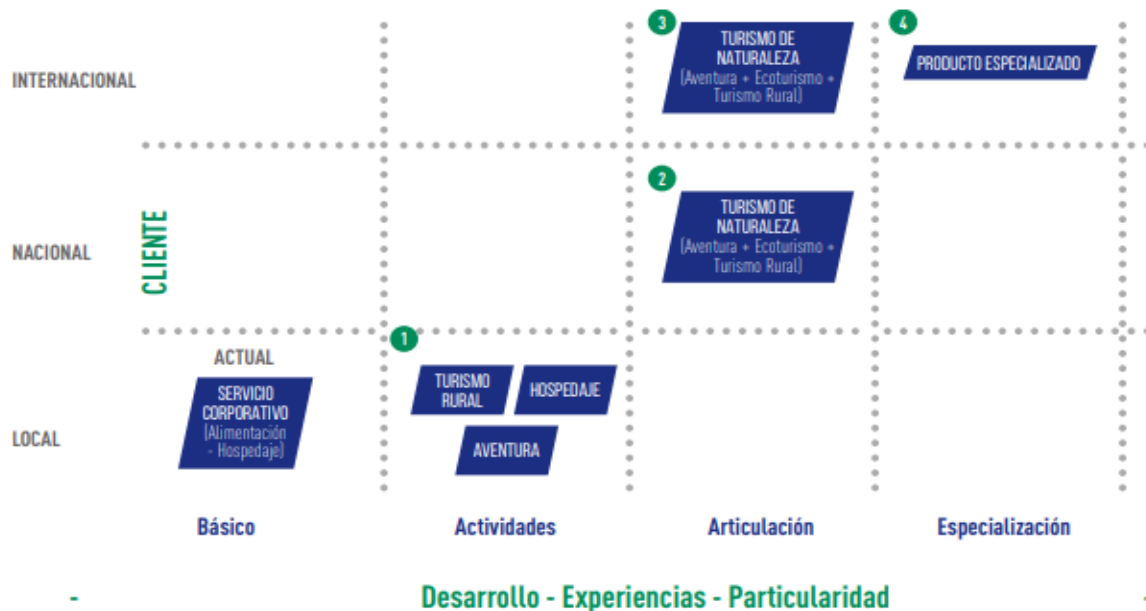 3
4
TURISMO DE
NATURALEZA
(Aventura + Ecoturismo +
Turismo Rural)
PRODUCTO ESPECIALIZADO
INTERNACIONAL
2
TURISMO DE
NATURALEZA
(Aventura + Ecoturismo +
Turismo Rural)
CLIENTE
NACIONAL
1
ACTUAL
SERVICIO
CORPORATIVO
(Alimentación
- Hospedaje)
TURISMO
RURAL
HOSPEDAJE
AVENTURA
LOCAL
Básico
Actividades
Articulación
Especialización
-
Desarrollo - Experiencias - Particularidad